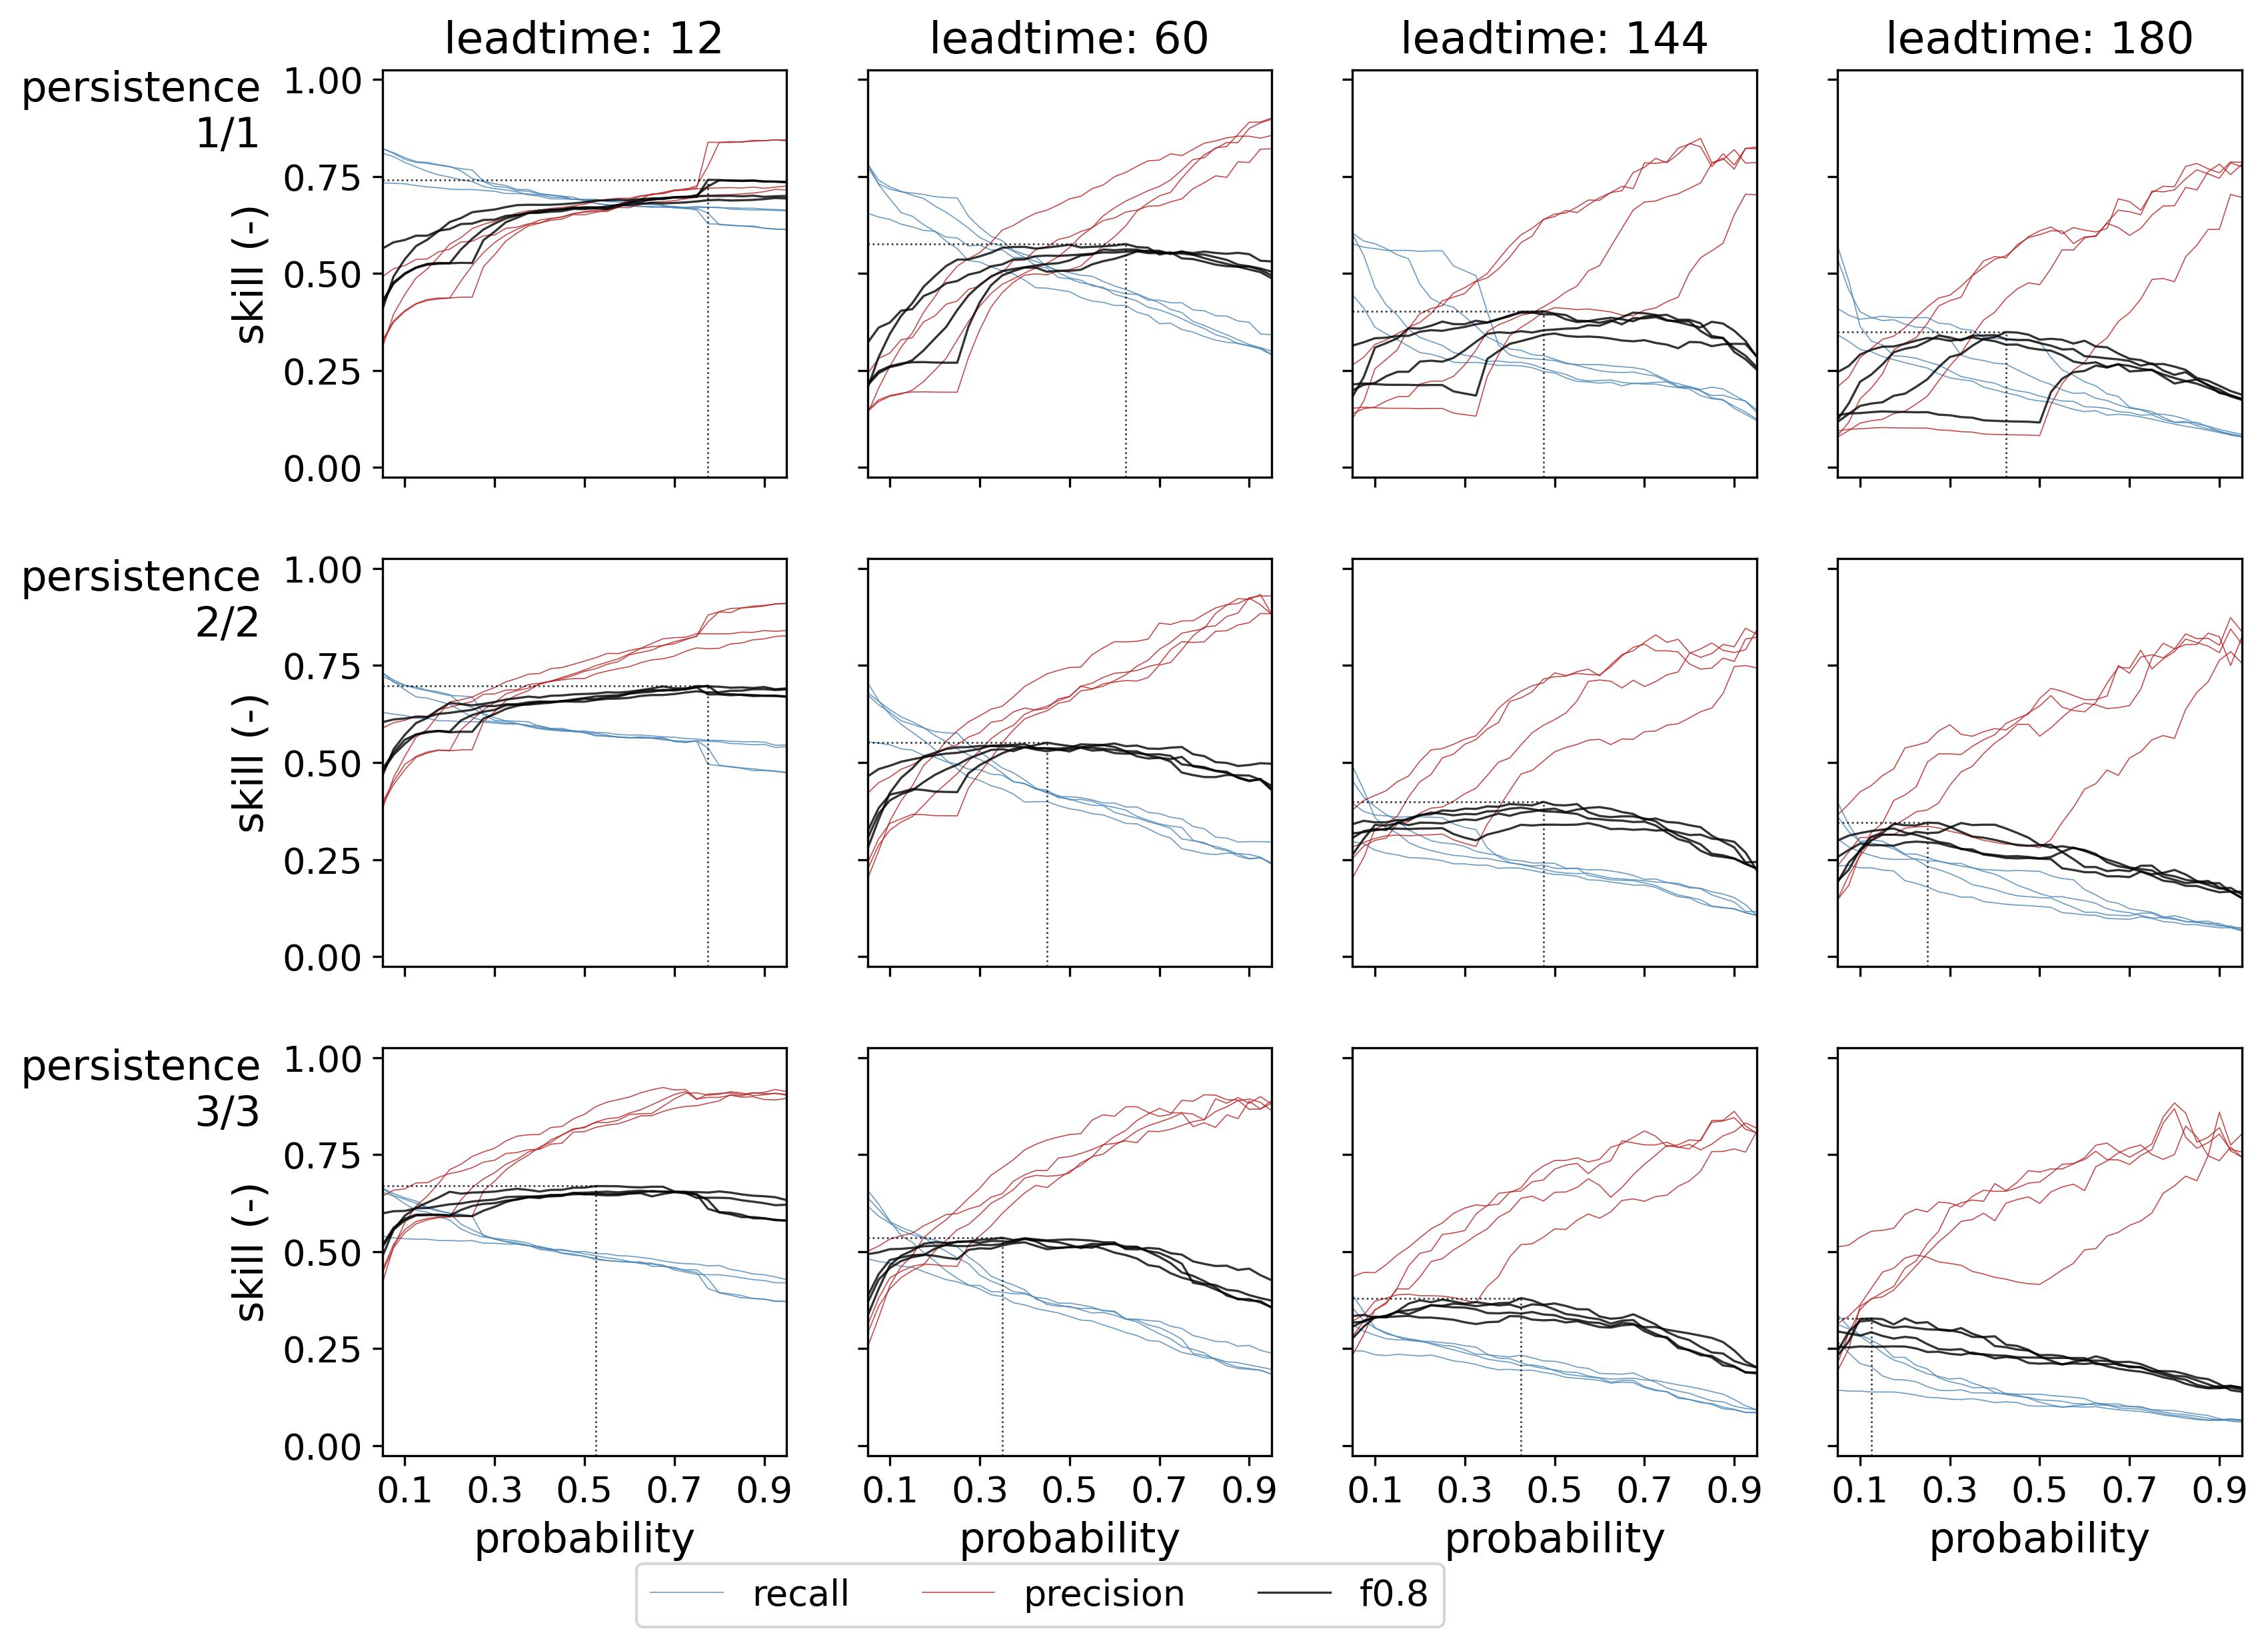 leadtime: 12 leadtime: 60 leadtime: 144 leadtime: 180
persistence
1/1
skill (-)
1.00
0.75
0.50
0.25
0.00
persistence
2/2
skill (-)
1.00
0.75
0.50
0.25
0.00
persistence
3/3
skill (-)
1.00
0.75
0.50
0.25
0.00
0.1 0.3 0.5 0.7 0.9 0.1 0.3 0.5 0.7 0.9 0.1 0.3 0.5 0.7 0.9 0.1 0.3 0.5 0.7 0.9
probability probability probability probability
recall precision f0.8